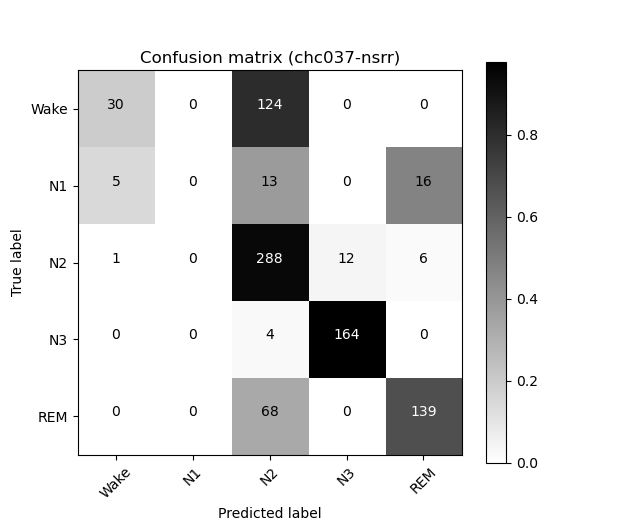 Confusion matrix (chc037-nsrr)
True label
Wake 30 0 124 0 0
N1 5 0 13 0 16
N2 1 0 288 12 6
N3 0 0 4 164 0
REM 0 0 68 0 139
Wake N1 N2 N3 REM
Predicted label
0.8
0.6
0.4
0.2
0.0